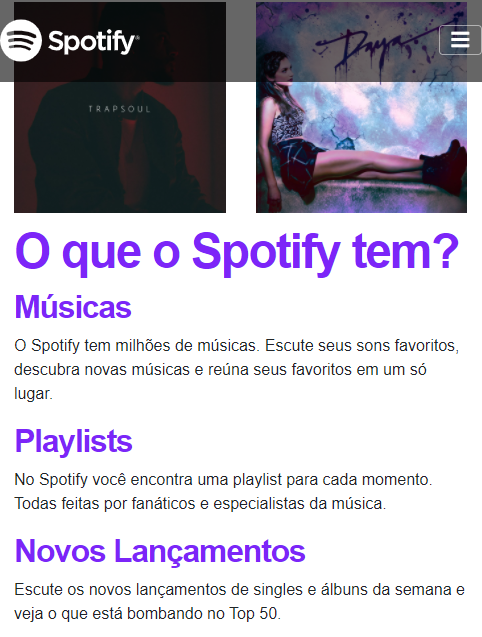 Spotify®
TRAPSOUL
Daya
O que o Spotify tem?
Músicas
O Spotify tem milhões de músicas. Escute seus sons favoritos,
descubra novas músicas e reúna seus favoritos em um só
lugar.
Playlists
No Spotify você encontra uma playlist para cada momento.
Todas feitas por fanáticos e especialistas da música.
Novos Lançamentos
Escute os novos lançamentos de singles e álbuns da semana e
veja o que está bombando no Top 50.